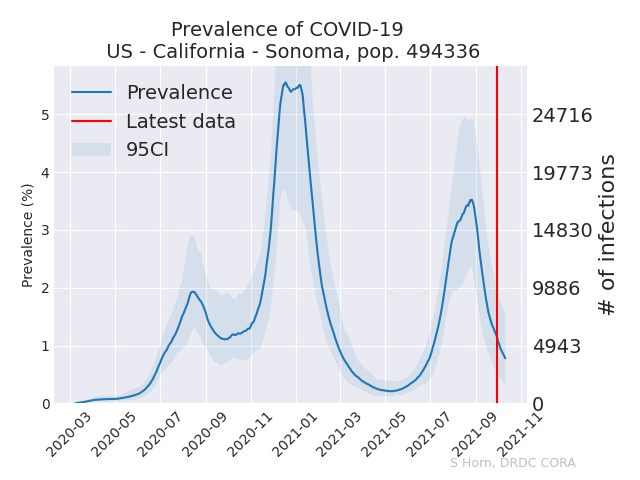 Prevalence of COVID-19
US - California - Sonoma, pop. 494336
Prevalence
Latest data
95CI
Prevalence (%)
5
4
3
2
1
0
24716
19773
14830
9886
4943
0
# of infections
2020-03
2020-05
2020-07
2020-09
2020-11
2021-01
2021-03
2021-05
2021-07
2021-09
2021-11
S Horn, DRDC CORA